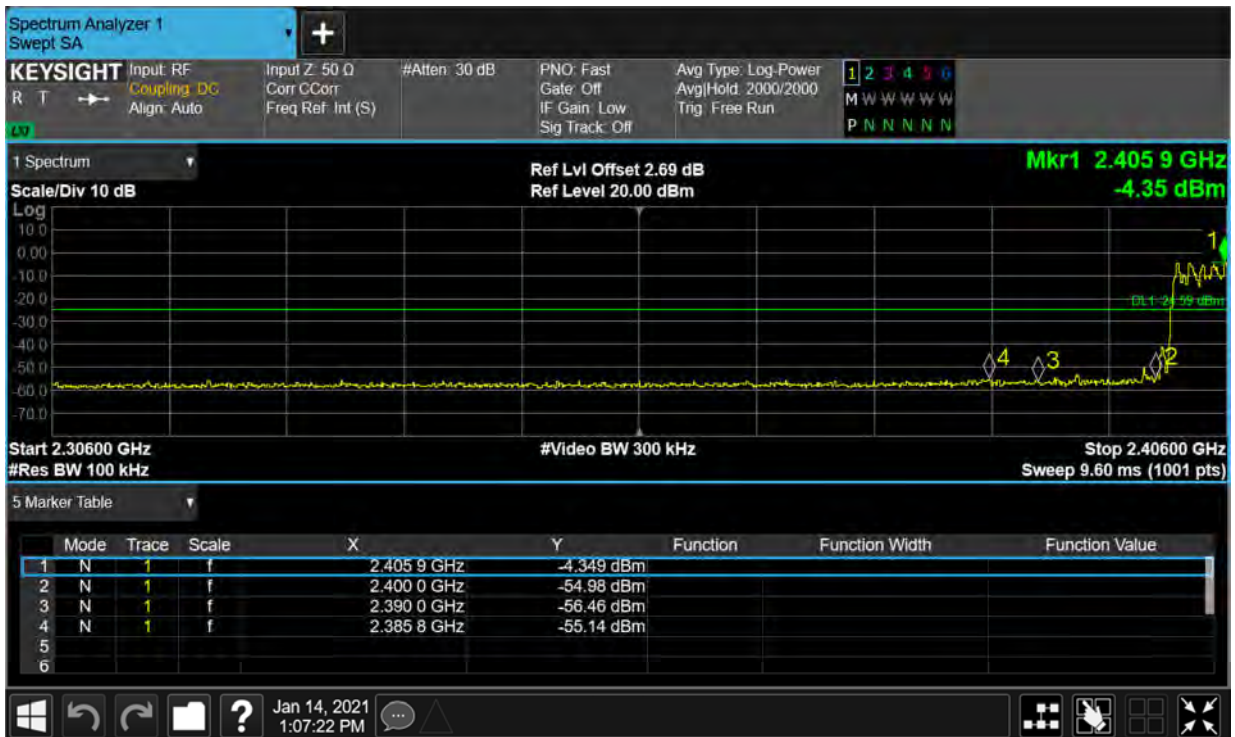 Spectrum Analyzer 1
Swept SA
KEYSIGHT Input: RF Input Z: 50 Ω #Atten: 30 dB PNO: Fast Avg Type: Log-Power 1 2 3 4 5 6
R T Coupling: DC Corr CCorr Gate: Off Avg|Hold: 2000/2000 M W W W W W
Align: Auto Freq Ref: Int (S) IF Gain: Low Trig: Free Run
LXI Sig Track: Off P N N N N N
1 Spectrum Ref Lvl Offset 2.69 dB Mkr1 2.405 9 GHz
Scale/Div 10 dB Ref Level 20.00 dBm -4.35 dBm
Log
10.0
0.00 1
-10.0
-20.0
-30.0
-40.0
-50.0 4 3 2
-60.0
-70.0
Start 2.30600 GHz #Video BW 300 kHz Stop 2.40600 GHz
#Res BW 100 kHz Sweep 9.60 ms (1001 pts)
5 Marker Table
Mode Trace Scale X Y Function Function Width Function Value
1 N 1 f 2.405 9 GHz -4.349 dBm
2 N 1 f 2.400 0 GHz -54.98 dBm
3 N 1 f 2.390 0 GHz -56.46 dBm
4 N 1 f 2.385 8 GHz -55.14 dBm
5
6
? Jan 14, 2021
1:07:22 PM